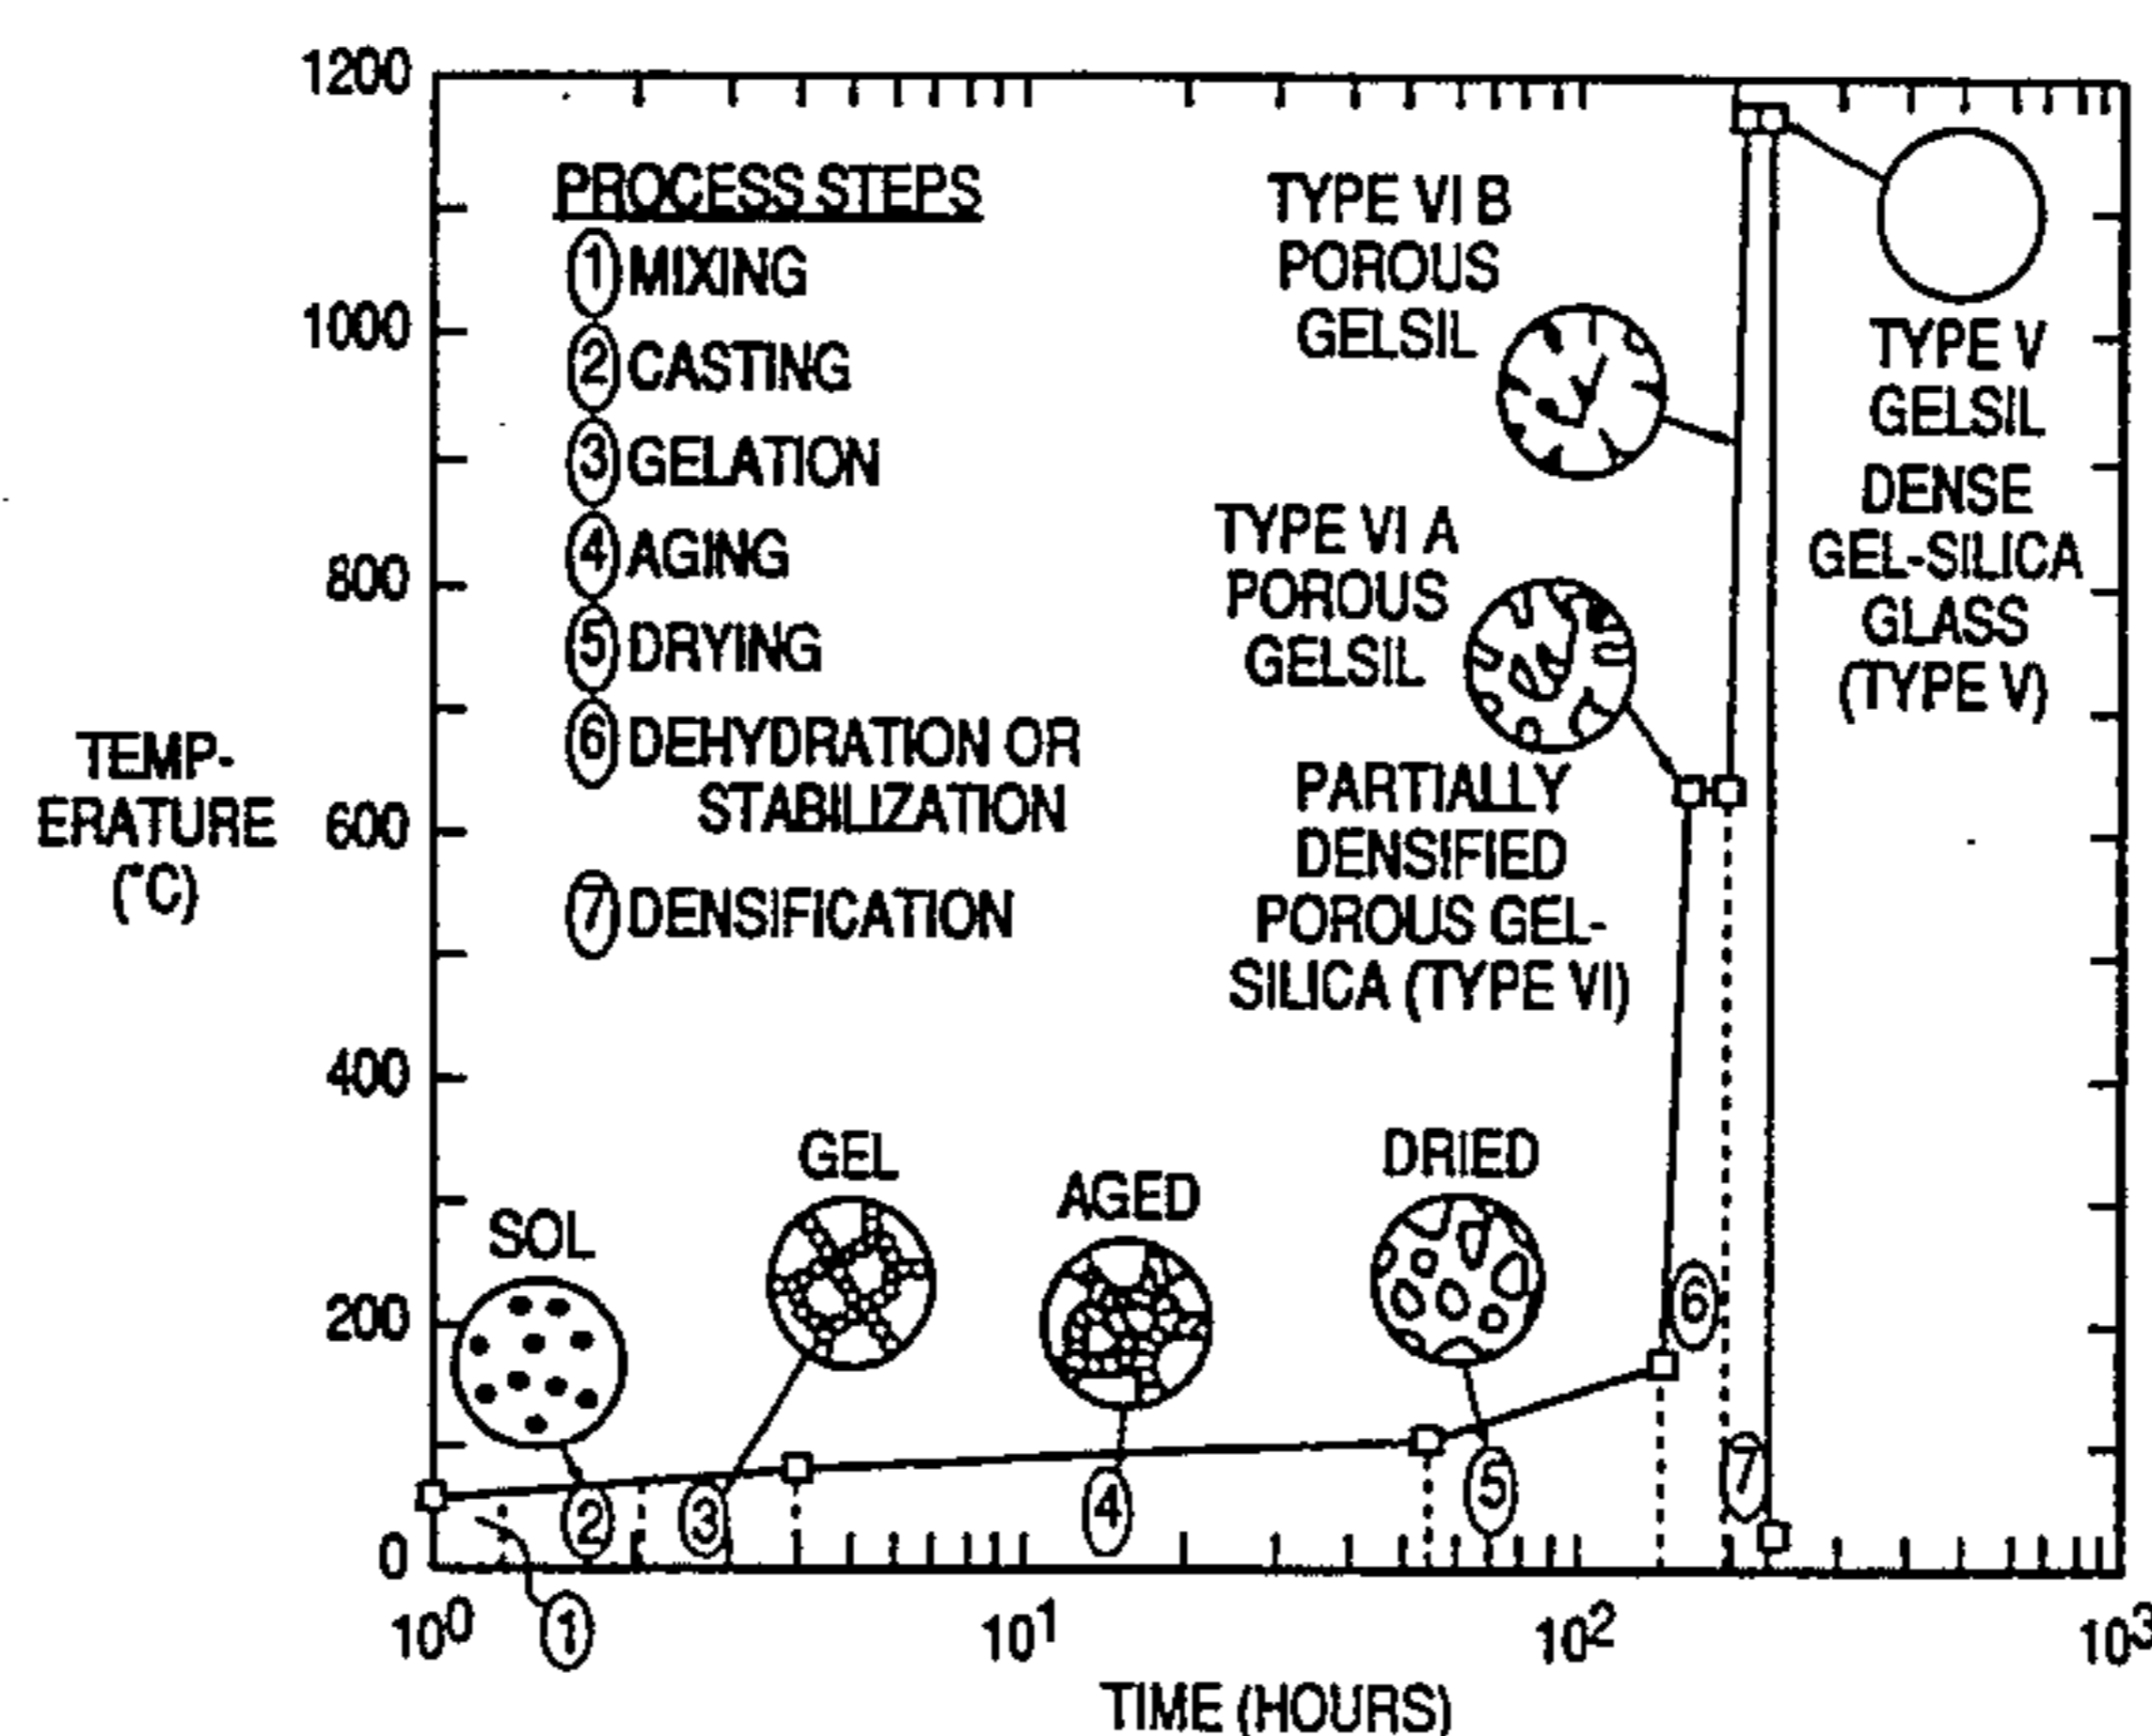 1200
1000
800
600
400
200
0
TEMP-
ERATURE
(°C)
PROCESS STEPS
1 MIXING
2 CASTING
3 GELATION
4 AGING
5 DRYING
6 DEHYDRATION OR
STABILIZATION
7 DENSIFICATION
TYPE VI B
POROUS
GELSIL
TYPE VI A
POROUS
GELSIL
PARTIALLY
DENSIFIED
POROUS GEL-
SILICA (TYPE VI)
TYPE V
GELSIL
DENSE
GEL-SILICA
GLASS
(TYPE V)
SOL
GEL
AGED
DRIED
1
2
3
4
5
6
7
10⁰
10¹
10²
10³
TIME (HOURS)